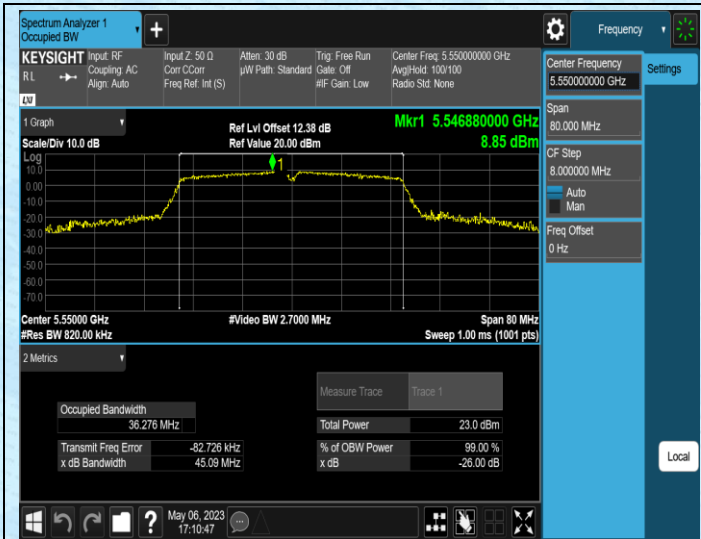 Spectrum Analyzer 1
Occupied BW
+
Frequency
KEYSIGHT
RL
LXI
Input: RF
Coupling: AC
Align: Auto
Input Z: 50 Ω
Corr CCorr
Freq Ref: Int (S)
Atten: 30 dB
µW Path: Standard
Trig: Free Run
Gate: Off
#IF Gain: Low
Center Freq: 5.550000000 GHz
Avg|Hold: 100/100
Radio Std: None
Center Frequency
5.550000000 GHz
Settings
Span
80.000 MHz
CF Step
8.000000 MHz
Auto
Man
Freq Offset
0 Hz
Local
1 Graph
Scale/Div 10.0 dB
Ref Lvl Offset 12.38 dB
Ref Value 20.00 dBm
Mkr1 5.546880000 GHz
8.85 dBm
Log
10.0
0.00
-10.0
-20.0
-30.0
-40.0
-50.0
-60.0
-70.0
1
Center 5.55000 GHz
#Res BW 820.00 kHz
#Video BW 2.7000 MHz
Span 80 MHz
Sweep 1.00 ms (1001 pts)
2 Metrics
Measure Trace
Trace 1
Occupied Bandwidth
36.276 MHz
Total Power
23.0 dBm
Transmit Freq Error
-82.726 kHz
% of OBW Power
99.00 %
x dB Bandwidth
45.09 MHz
x dB
-26.00 dB
?
May 06, 2023
17:10:47